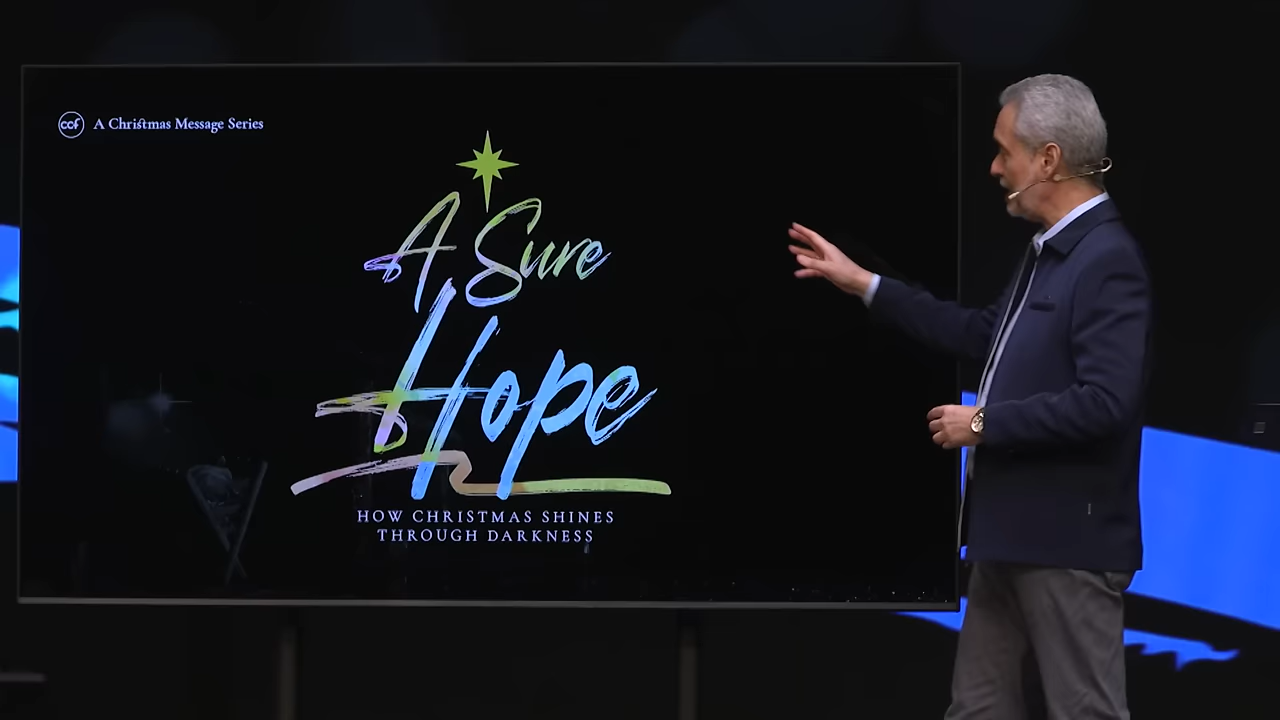 ccf A Christmas Message Series
A Sure
Hope
HOW CHRISTMAS SHINES
THROUGH DARKNESS